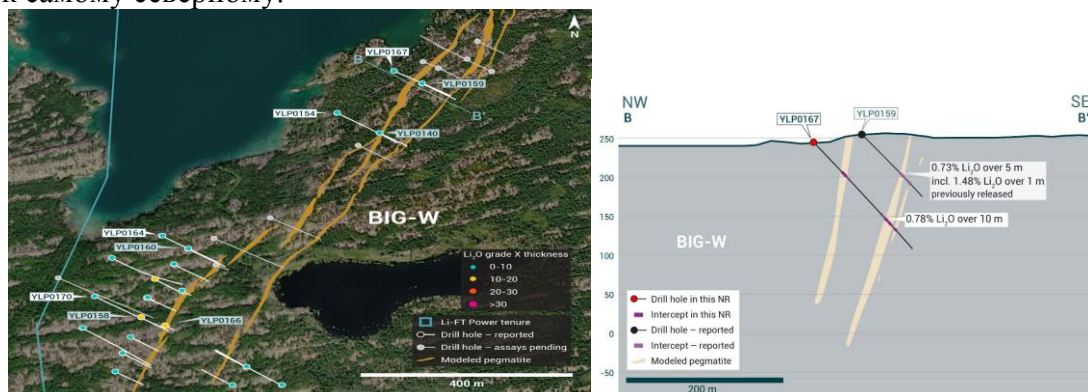 к самому северному.
N
YLP0167
B
YLP0159
B'
YLP0154
YLP0140
BIG-W
YLP0164
YLP0160
YLP0170
YLP0158
YLP0166
Li₂O grade X thickness
0-10
10-20
20-30
>30
Li-FT Power tenure
Drill hole – reported
Drill hole – assays pending
Modeled pegmatite
400 m
NW
B
SE
B'
YLP0167
YLP0159
250
200
150
100
50
0
-50
0.73% Li₂O over 5 m
incl. 1.48% Li₂O over 1 m
previously released
0.78% Li₂O over 10 m
BIG-W
Drill hole in this NR
Intercept in this NR
Drill hole – reported
Intercept – reported
Modeled pegmatite
200 m